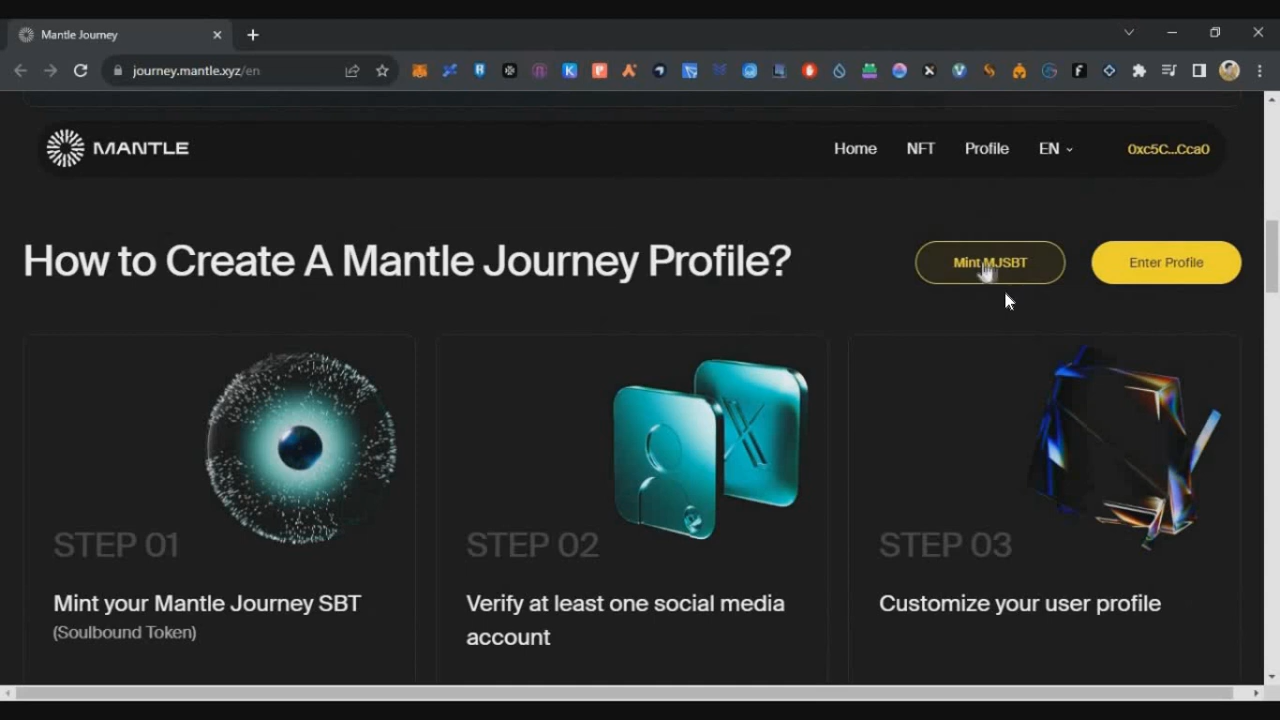 Mantle Journey
journey.mantle.xyz/en
MANTLE
Home
NFT
Profile
EN
0xc5C...Cca0
How to Create A Mantle Journey Profile?
Mint MJSBT
Enter Profile
STEP 01
Mint your Mantle Journey SBT
(Soulbound Token)
STEP 02
Verify at least one social media
account
STEP 03
Customize your user profile